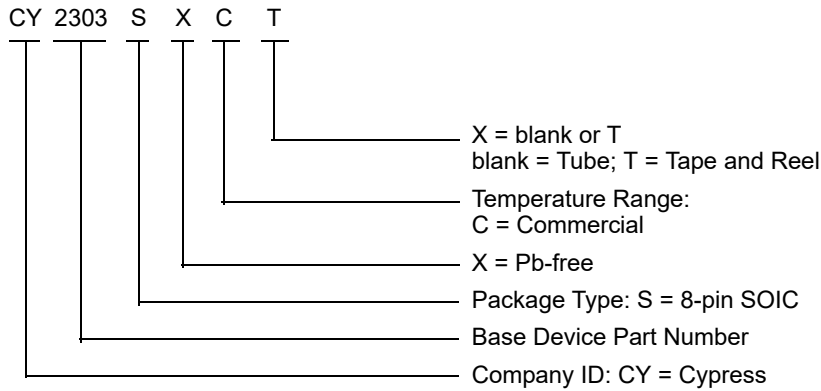 CY 2303 S X C T
X = blank or T
blank = Tube; T = Tape and Reel
Temperature Range:
C = Commercial
X = Pb-free
Package Type: S = 8-pin SOIC
Base Device Part Number
Company ID: CY = Cypress